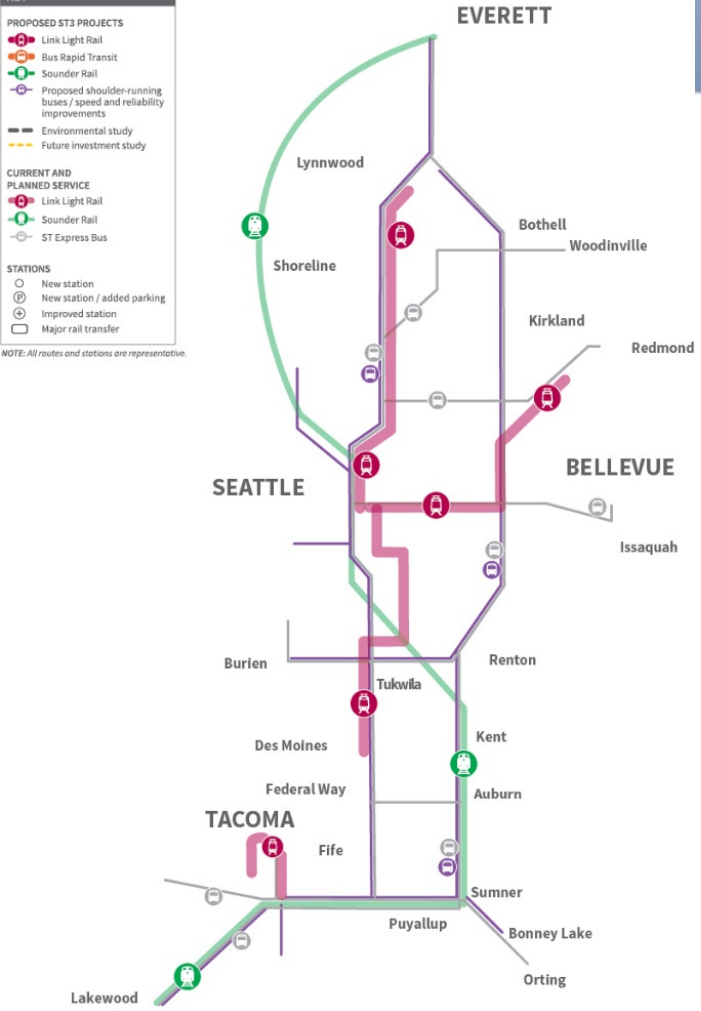 PROPOSED ST3 PROJECTS
Link Light Rail
Bus Rapid Transit
Sounder Rail
Proposed shoulder-running
buses / speed and reliability
improvements
Environmental study
Future investment study
CURRENT AND
PLANNED SERVICE
Link Light Rail
Sounder Rail
ST Express Bus
STATIONS
New station
P
New station / added parking
Improved station
Major rail transfer
NOTE: All routes and stations are representative.
EVERETT
Lynnwood
Bothell
Woodinville
Shoreline
Kirkland
Redmond
BELLEVUE
SEATTLE
Issaquah
Burien
Renton
Tukwila
Kent
Des Moines
Federal Way
Auburn
TACOMA
Fife
Sumner
Puyallup
Bonney Lake
Orting
Lakewood